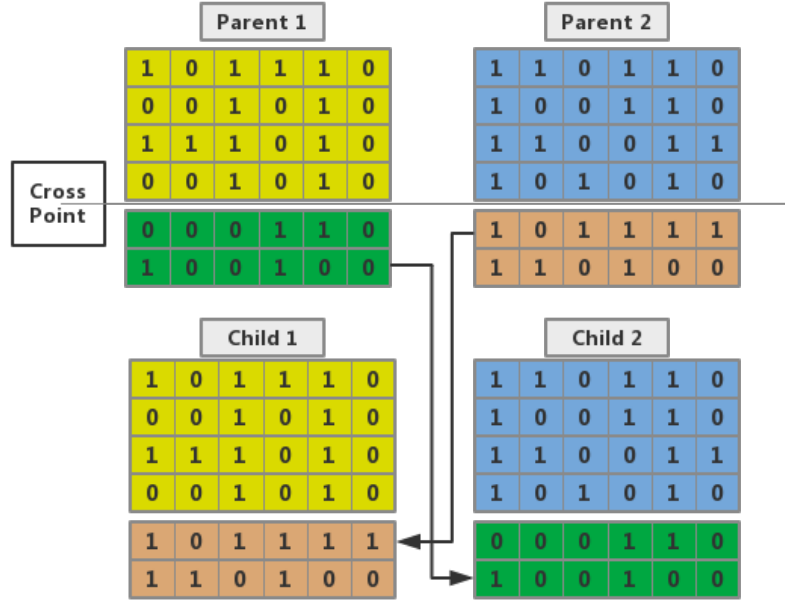 Parent 1
Parent 2
1 0 1 1 1 0
0 0 1 0 1 0
1 1 1 0 1 0
0 0 1 0 1 0
1 1 0 1 1 0
1 0 0 1 1 0
1 1 0 0 1 1
1 0 1 0 1 0
Cross
Point
0 0 0 1 1 0
1 0 0 1 0 0
1 0 1 1 1 1
1 1 0 1 0 0
Child 1
Child 2
1 0 1 1 1 0
0 0 1 0 1 0
1 1 1 0 1 0
0 0 1 0 1 0
1 0 1 1 1 1
1 1 0 1 0 0
1 1 0 1 1 0
1 0 0 1 1 0
1 1 0 0 1 1
1 0 1 0 1 0
0 0 0 1 1 0
1 0 0 1 0 0